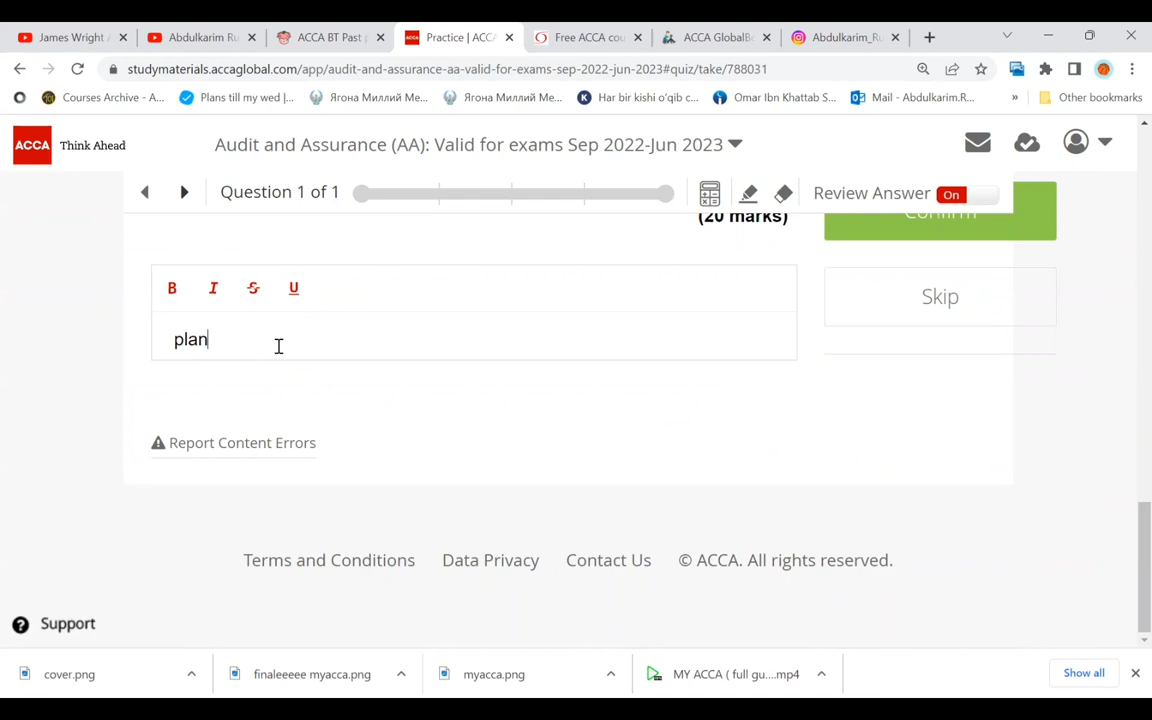 James Wright
Abdulkarim Ru
ACCA BT Past p
Practice | ACCA
Free ACCA cou
ACCA GlobalB
Abdulkarim_Ru
studymaterials.accaglobal.com/app/audit-and-assurance-aa-valid-for-exams-sep-2022-jun-2023#quiz/take/788031
Courses Archive - A...
Plans till my wed |...
Ягона Миллий Ме...
Ягона Миллий Ме...
Har bir kishi oʻqib c...
Omar Ibn Khattab S...
Mail - Abdulkarim.R...
»
Other bookmarks
ACCA
Think Ahead
Audit and Assurance (AA): Valid for exams Sep 2022-Jun 2023
Question 1 of 1
Review Answer
On
(20 marks)
Confirm
B I S U
Skip
plan
Report Content Errors
Terms and Conditions
Data Privacy
Contact Us
© ACCA. All rights reserved.
Support
cover.png
finaleeeee myacca.png
myacca.png
MY ACCA ( full gu....mp4
Show all